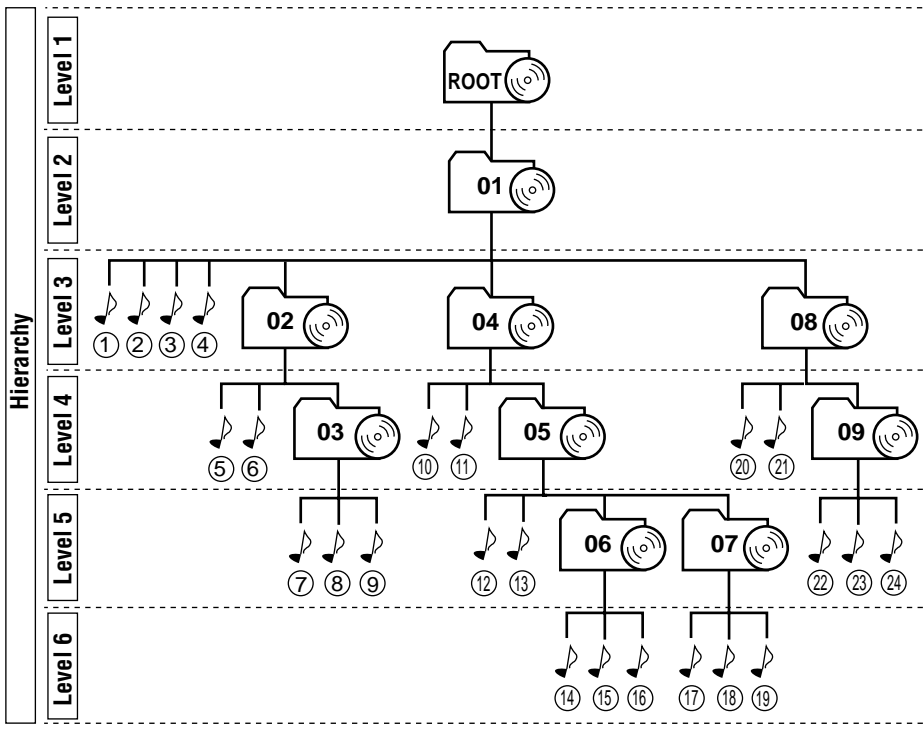 Hierarchy
Level 1
ROOT
Level 2
01
Level 3
① ② ③ ④ 02 04 08
Level 4
⑤ ⑥ 03 ⑩ ⑪ 05 ⑳ ㉑ 09
Level 5
⑦ ⑧ ⑨ ⑫ ⑬ 06 07 ㉒ ㉓ ㉔
Level 6
⑭ ⑮ ⑯ ⑰ ⑱ ⑲